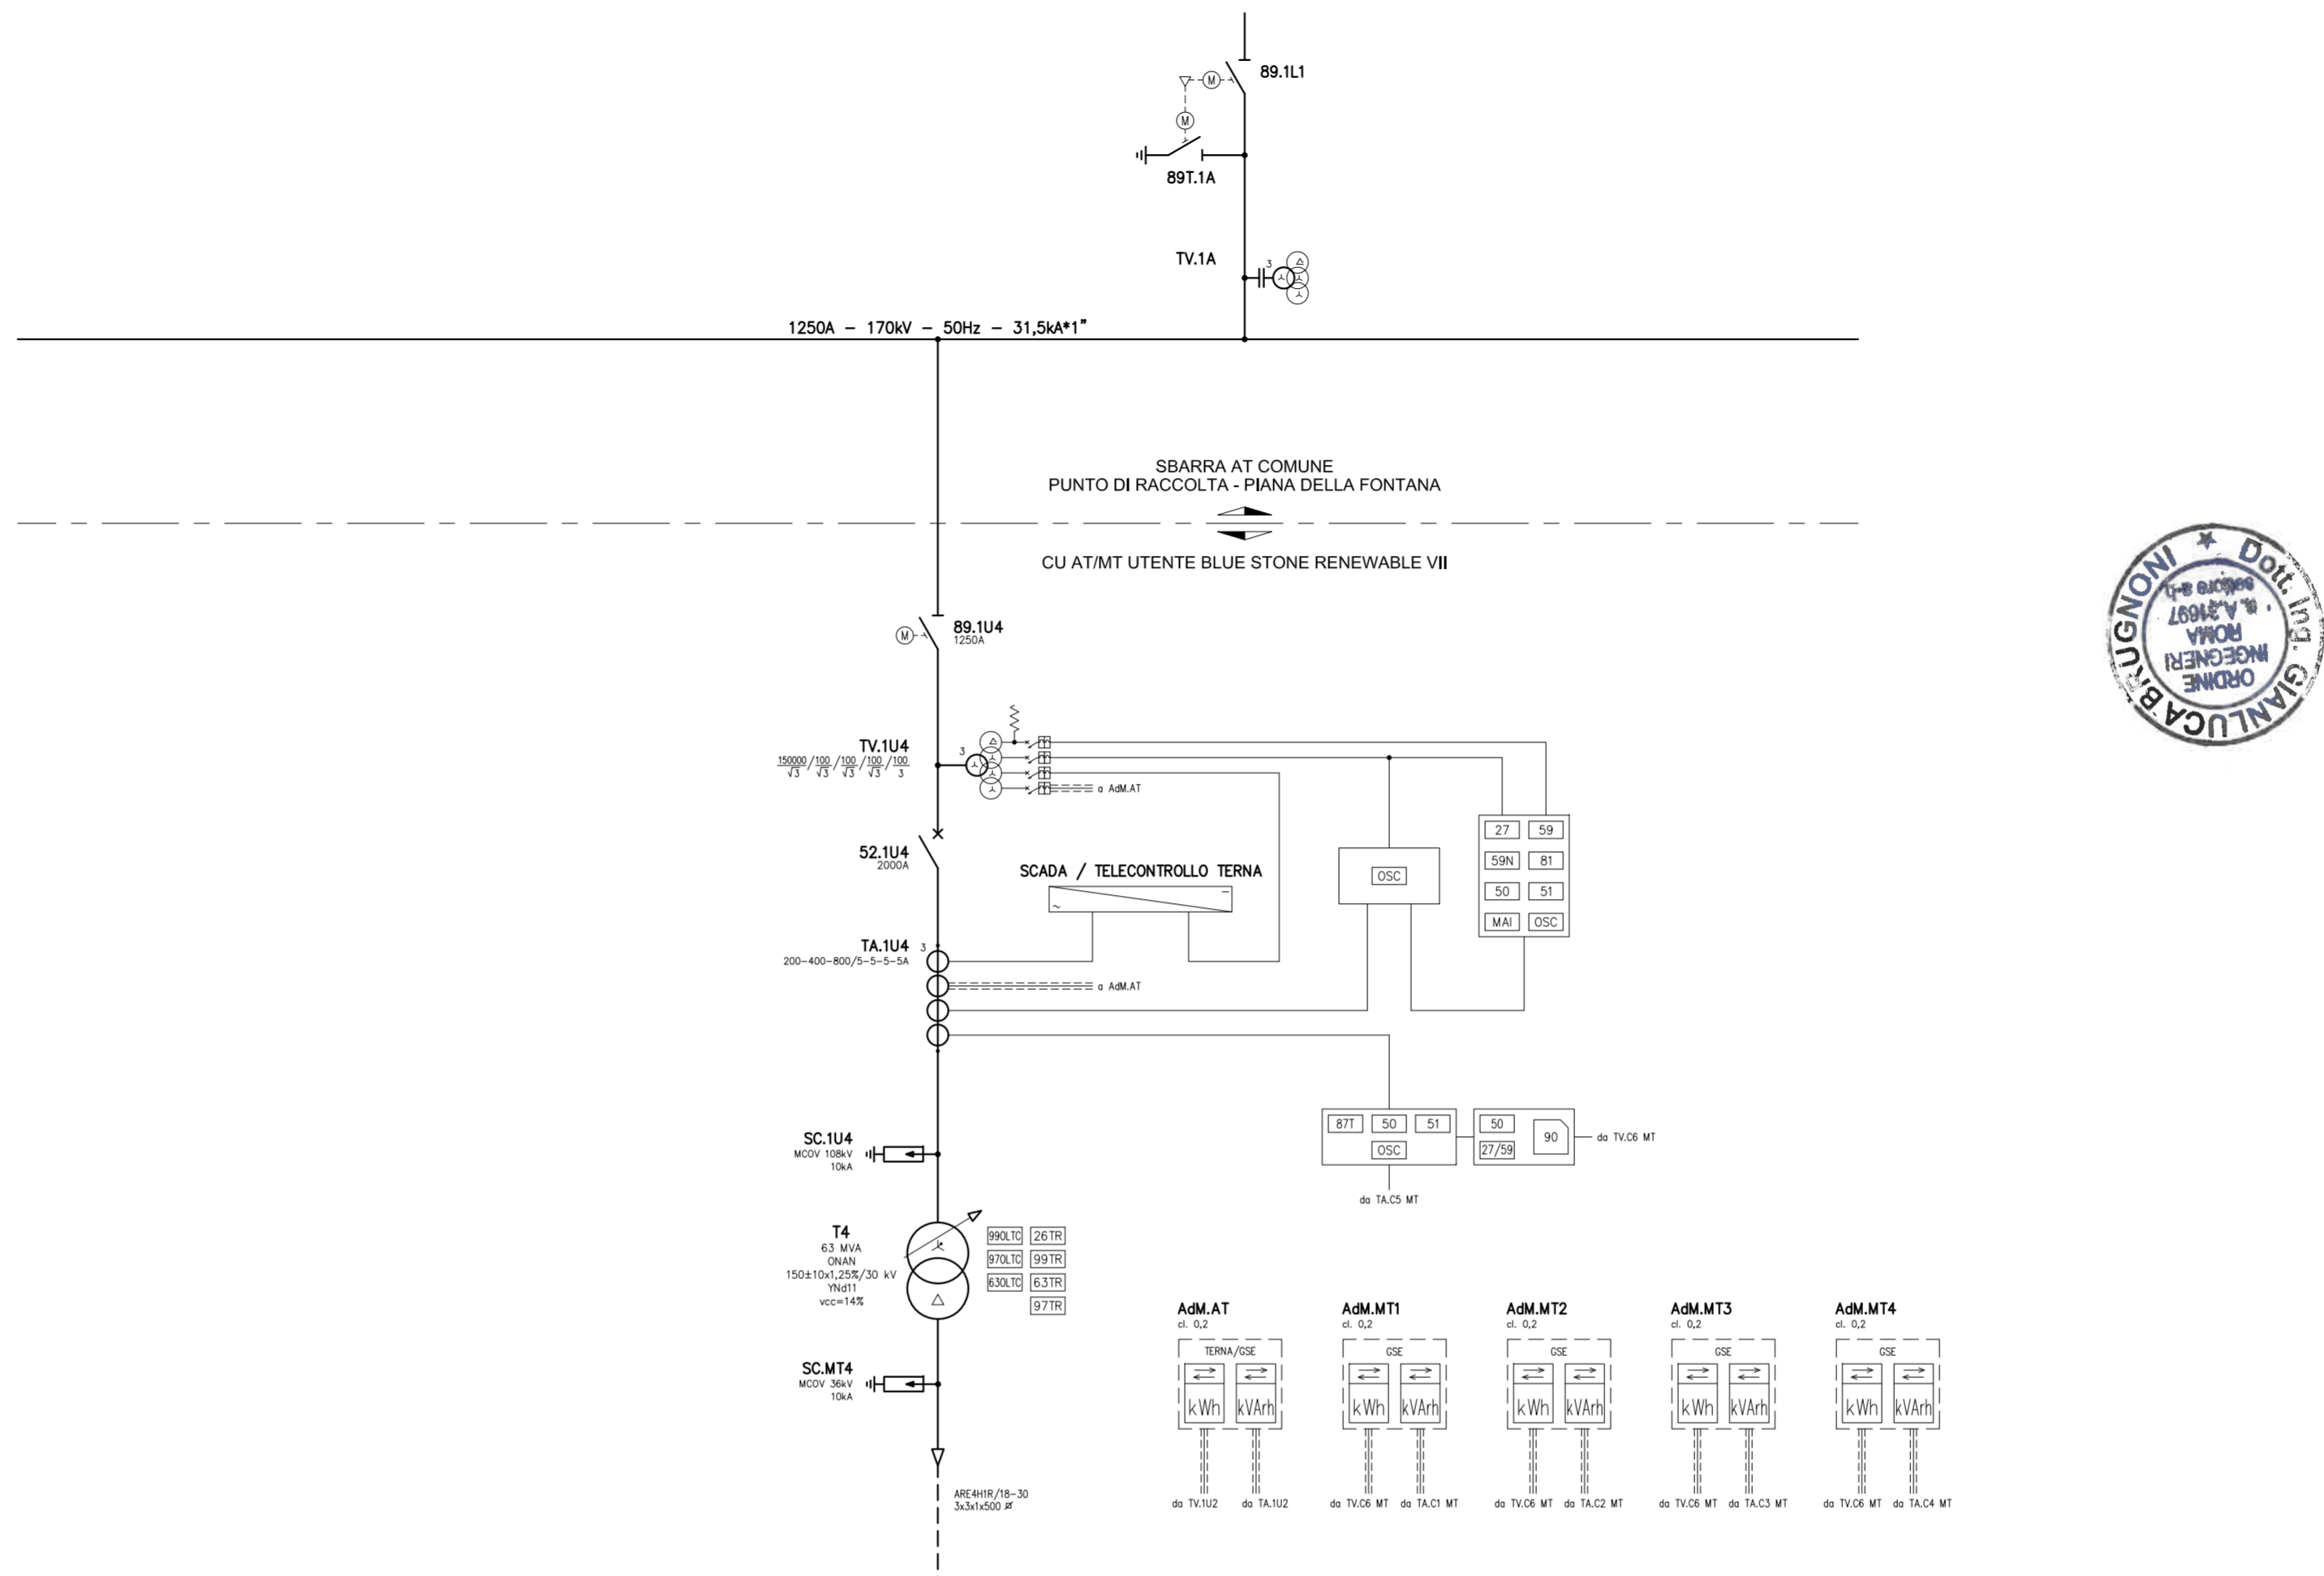 89.1L1
M
M
89T.1A
TV.1A
3
1250A – 170kV – 50Hz – 31,5kA*1"
SBARRA AT COMUNE
PUNTO DI RACCOLTA - PIANA DELLA FONTANA
CU AT/MT UTENTE BLUE STONE RENEWABLE VII
Dott. Ing. GIANLUCA BRUGNONI
ORDINE
INGEGNERI
ROMA
M
89.1U4
1250A
TV.1U4
150000/√3 / 100/√3 / 100/√3 / 100/√3 / 100/3
3
a AdM.AT
52.1U4
2000A
SCADA / TELECONTROLLO TERNA
~ –
OSC
27 59
59N 81
50 51
MAI OSC
TA.1U4 3
200-400-800/5-5-5-5A
a AdM.AT
SC.1U4
MCOV 108kV
10kA
87T 50 51
OSC
50
27/59
90
da TV.C6 MT
da TA.C5 MT
T4
63 MVA
ONAN
150±10x1,25%/30 kV
YNd11
vcc=14%
99OLTC 26TR
97OLTC 99TR
63OLTC 63TR
97TR
SC.MT4
MCOV 36kV
10kA
ARE4H1R/18-30
3x3x1x500
AdM.AT
cl. 0,2
TERNA/GSE
kWh kVArh
da TV.1U2 da TA.1U2
AdM.MT1
cl. 0,2
GSE
kWh kVArh
da TV.C6 MT da TA.C1 MT
AdM.MT2
cl. 0,2
GSE
kWh kVArh
da TV.C6 MT da TA.C2 MT
AdM.MT3
cl. 0,2
GSE
kWh kVArh
da TV.C6 MT da TA.C3 MT
AdM.MT4
cl. 0,2
GSE
kWh kVArh
da TV.C6 MT da TA.C4 MT